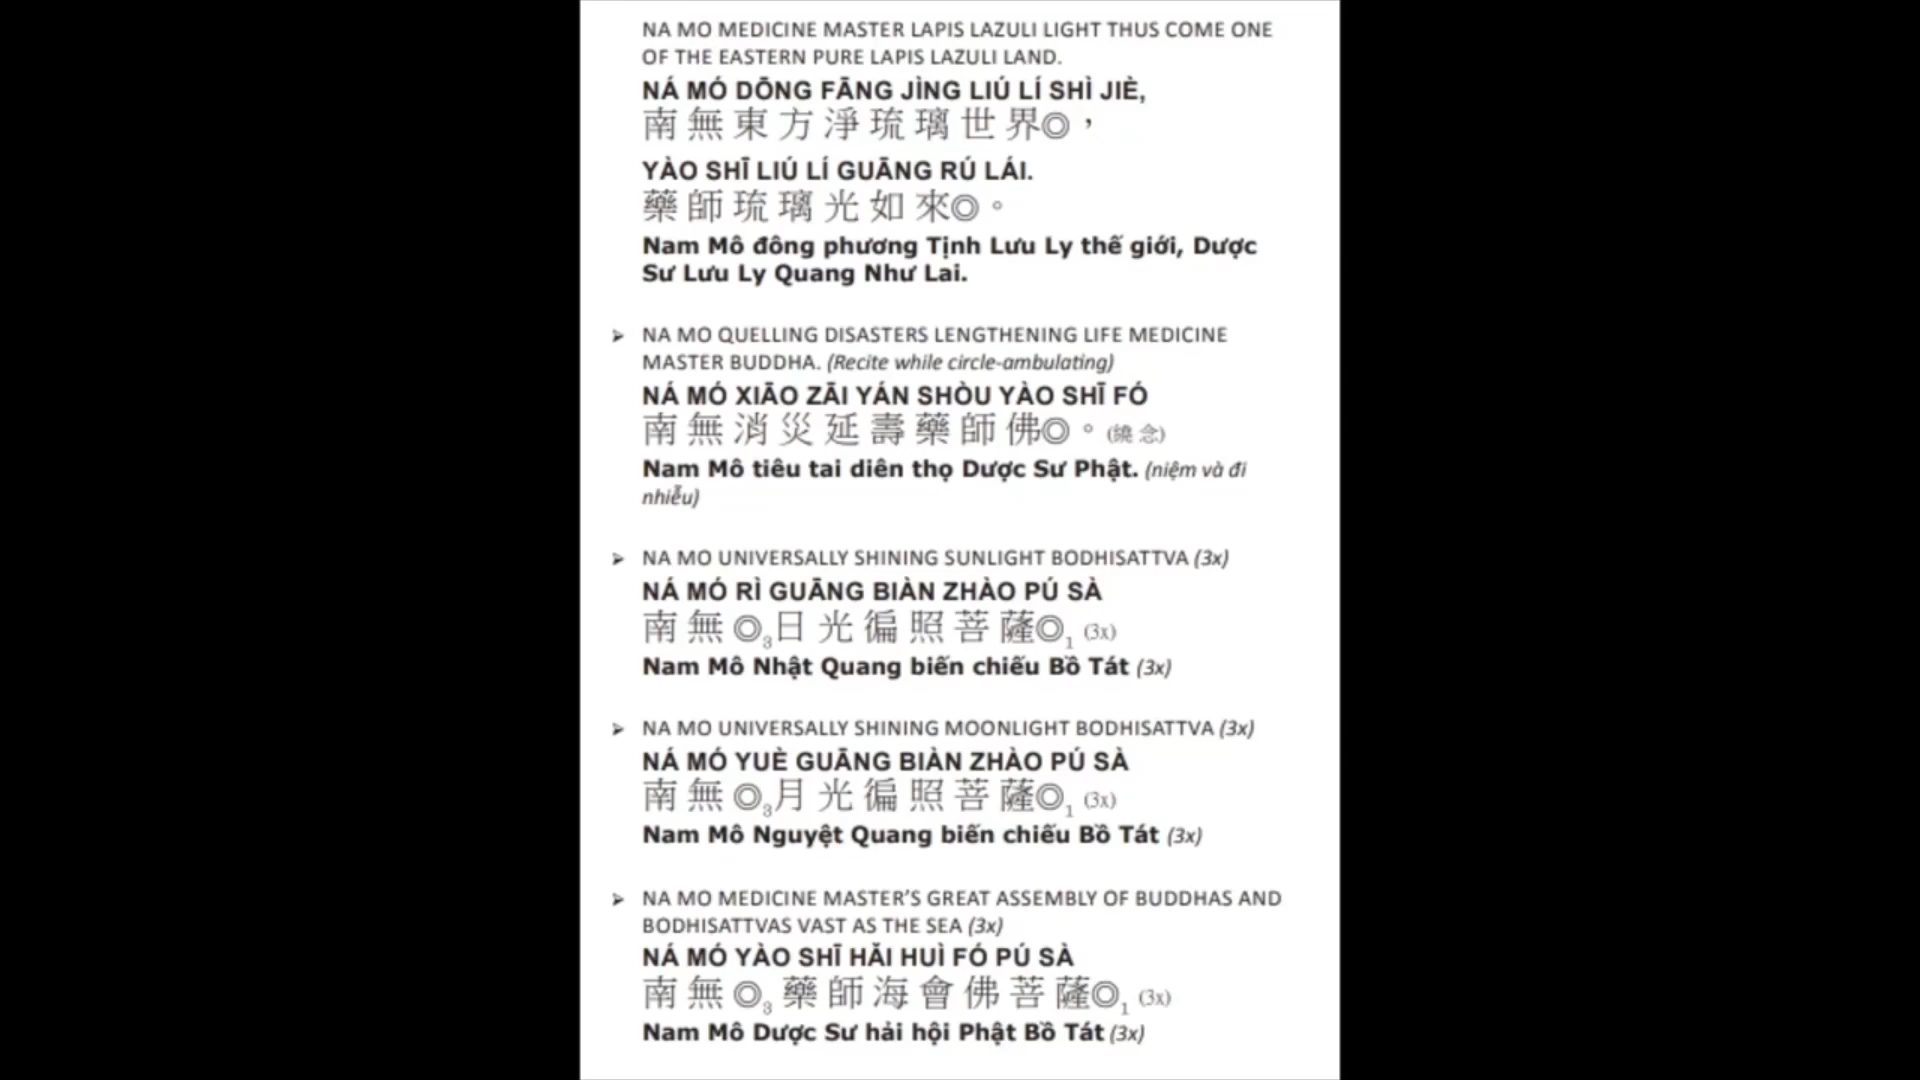 NA MO MEDICINE MASTER LAPIS LAZULI LIGHT THUS COME ONE
OF THE EASTERN PURE LAPIS LAZULI LAND.
NÁ MÓ DŌNG FĀNG JÌNG LIÚ LÍ SHÌ JIÈ,
南無東方淨琉璃世界◎，
YÀO SHĪ LIÚ LÍ GUĀNG RÚ LÁI.
藥師琉璃光如來◎。
Nam Mô đông phương Tịnh Lưu Ly thế giới, Dược
Sư Lưu Ly Quang Như Lai.
➢ NA MO QUELLING DISASTERS LENGTHENING LIFE MEDICINE
MASTER BUDDHA. (Recite while circle-ambulating)
NÁ MÓ XIĀO ZĀI YÁN SHÒU YÀO SHĪ FÓ
南無消災延壽藥師佛◎。(繞念)
Nam Mô tiêu tai diên thọ Dược Sư Phật. (niệm và đi
nhiễu)
➢ NA MO UNIVERSALLY SHINING SUNLIGHT BODHISATTVA (3x)
NÁ MÓ RÌ GUĀNG BIÀN ZHÀO PÚ SÀ
南無◎3日光徧照菩薩◎1 (3x)
Nam Mô Nhật Quang biến chiếu Bồ Tát (3x)
➢ NA MO UNIVERSALLY SHINING MOONLIGHT BODHISATTVA (3x)
NÁ MÓ YUÈ GUĀNG BIÀN ZHÀO PÚ SÀ
南無◎3月光徧照菩薩◎1 (3x)
Nam Mô Nguyệt Quang biến chiếu Bồ Tát (3x)
➢ NA MO MEDICINE MASTER’S GREAT ASSEMBLY OF BUDDHAS AND
BODHISATTVAS VAST AS THE SEA (3x)
NÁ MÓ YÀO SHĪ HǍI HUÌ FÓ PÚ SÀ
南無◎3藥師海會佛菩薩◎1 (3x)
Nam Mô Dược Sư hải hội Phật Bồ Tát (3x)